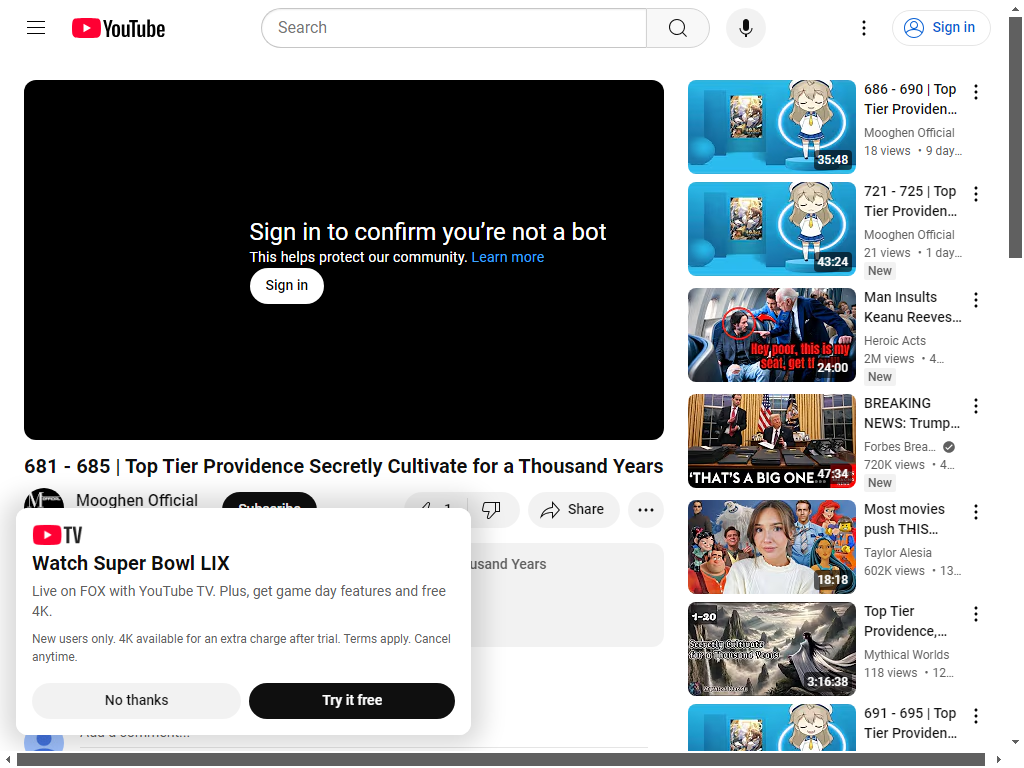 YouTube
Search
Sign in
Sign in to confirm you’re not a bot
This helps protect our community. Learn more
Sign in
681 - 685 | Top Tier Providence Secretly Cultivate for a Thousand Years
Mooghen Official
Subscribe
1
Share
usand Years
TV
Watch Super Bowl LIX
Live on FOX with YouTube TV. Plus, get game day features and free
4K.
New users only. 4K available for an extra charge after trial. Terms apply. Cancel
anytime.
No thanks
Try it free
Add a comment...
35:48
686 - 690 | Top
Tier Providen...
Mooghen Official
18 views • 9 day...
43:24
721 - 725 | Top
Tier Providen...
Mooghen Official
21 views • 1 day...
New
Hey poor, this is my
seat, get
24:00
Man Insults
Keanu Reeves...
Heroic Acts
2M views • 4...
New
'THAT'S A BIG ONE...
47:34
BREAKING
NEWS: Trump...
Forbes Brea...
720K views • 4...
New
18:18
Most movies
push THIS...
Taylor Alesia
602K views • 13...
1-20
Secretly Cultivate
for a Thousand Years
Mythical Worlds
3:16:38
Top Tier
Providence,...
Mythical Worlds
118 views • 12...
691 - 695 | Top
Tier Providen...